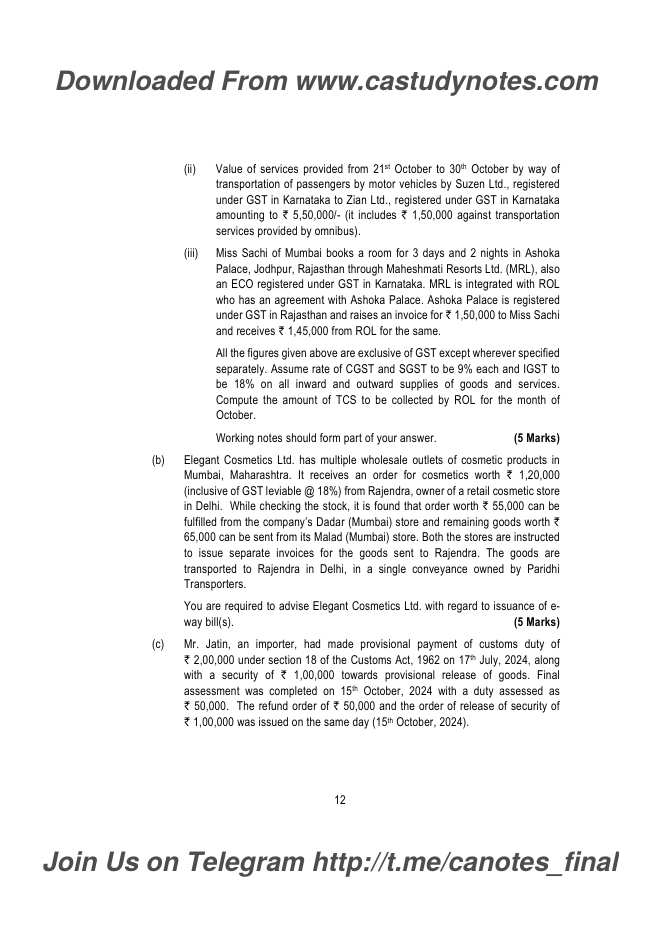 Downloaded From www.castudynotes.com
(ii) Value of services provided from 21st October to 30th October by way of
transportation of passengers by motor vehicles by Suzen Ltd., registered
under GST in Karnataka to Zian Ltd., registered under GST in Karnataka
amounting to ₹ 5,50,000/- (it includes ₹ 1,50,000 against transportation
services provided by omnibus).
(iii) Miss Sachi of Mumbai books a room for 3 days and 2 nights in Ashoka
Palace, Jodhpur, Rajasthan through Maheshmati Resorts Ltd. (MRL), also
an ECO registered under GST in Karnataka. MRL is integrated with ROL
who has an agreement with Ashoka Palace. Ashoka Palace is registered
under GST in Rajasthan and raises an invoice for ₹ 1,50,000 to Miss Sachi
and receives ₹ 1,45,000 from ROL for the same.
All the figures given above are exclusive of GST except wherever specified
separately. Assume rate of CGST and SGST to be 9% each and IGST to
be 18% on all inward and outward supplies of goods and services.
Compute the amount of TCS to be collected by ROL for the month of
October.
Working notes should form part of your answer. (5 Marks)
(b) Elegant Cosmetics Ltd. has multiple wholesale outlets of cosmetic products in
Mumbai, Maharashtra. It receives an order for cosmetics worth ₹ 1,20,000
(inclusive of GST leviable @ 18%) from Rajendra, owner of a retail cosmetic store
in Delhi. While checking the stock, it is found that order worth ₹ 55,000 can be
fulfilled from the company's Dadar (Mumbai) store and remaining goods worth ₹
65,000 can be sent from its Malad (Mumbai) store. Both the stores are instructed
to issue separate invoices for the goods sent to Rajendra. The goods are
transported to Rajendra in Delhi, in a single conveyance owned by Paridhi
Transporters.
You are required to advise Elegant Cosmetics Ltd. with regard to issuance of e-
way bill(s). (5 Marks)
(c) Mr. Jatin, an importer, had made provisional payment of customs duty of
₹ 2,00,000 under section 18 of the Customs Act, 1962 on 17th July, 2024, along
with a security of ₹ 1,00,000 towards provisional release of goods. Final
assessment was completed on 15th October, 2024 with a duty assessed as
₹ 50,000. The refund order of ₹ 50,000 and the order of release of security of
₹ 1,00,000 was issued on the same day (15th October, 2024).
12
Join Us on Telegram http://t.me/canotes_final